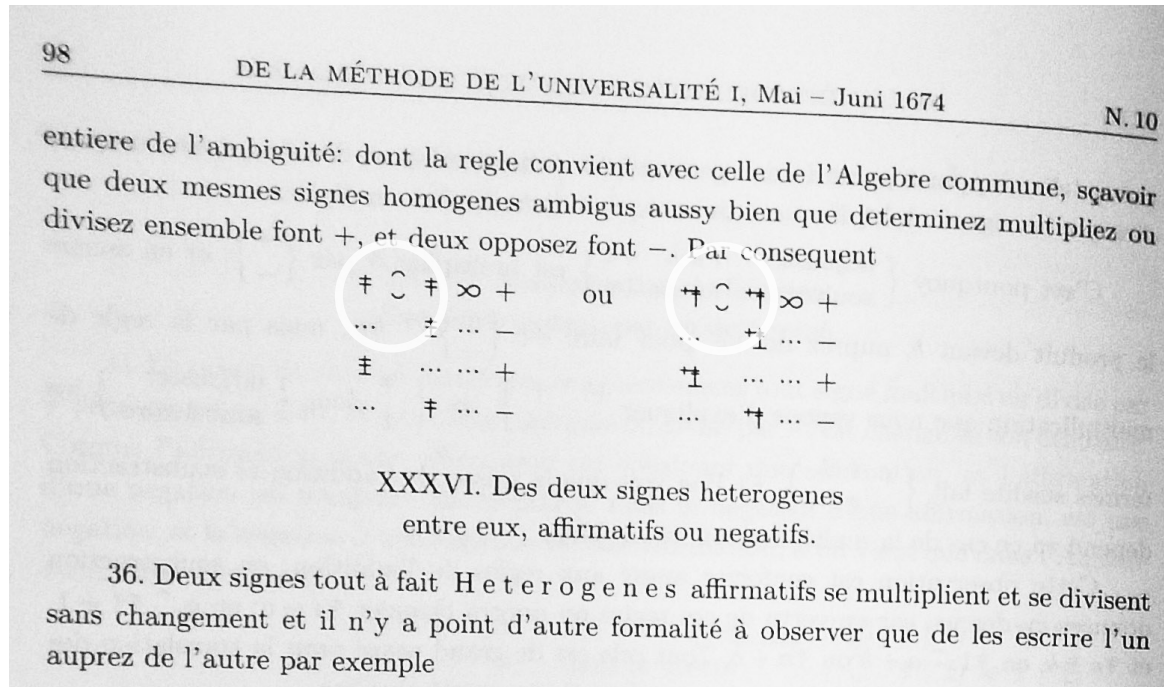 98
DE LA MÉTHODE DE L'UNIVERSALITÉ I, Mai – Juni 1674
N. 10
entiere de l'ambiguité: dont la regle convient avec celle de l'Algebre commune, sçavoir
que deux mesmes signes homogenes ambigus aussy bien que determinez multipliez ou
divisez ensemble font +, et deux opposez font −. Par consequent
ou
XXXVI. Des deux signes heterogenes
entre eux, affirmatifs ou negatifs.
36. Deux signes tout à fait Heterogenes affirmatifs se multiplient et se divisent
sans changement et il n'y a point d'autre formalité à observer que de les escrire l'un
auprez de l'autre par exemple